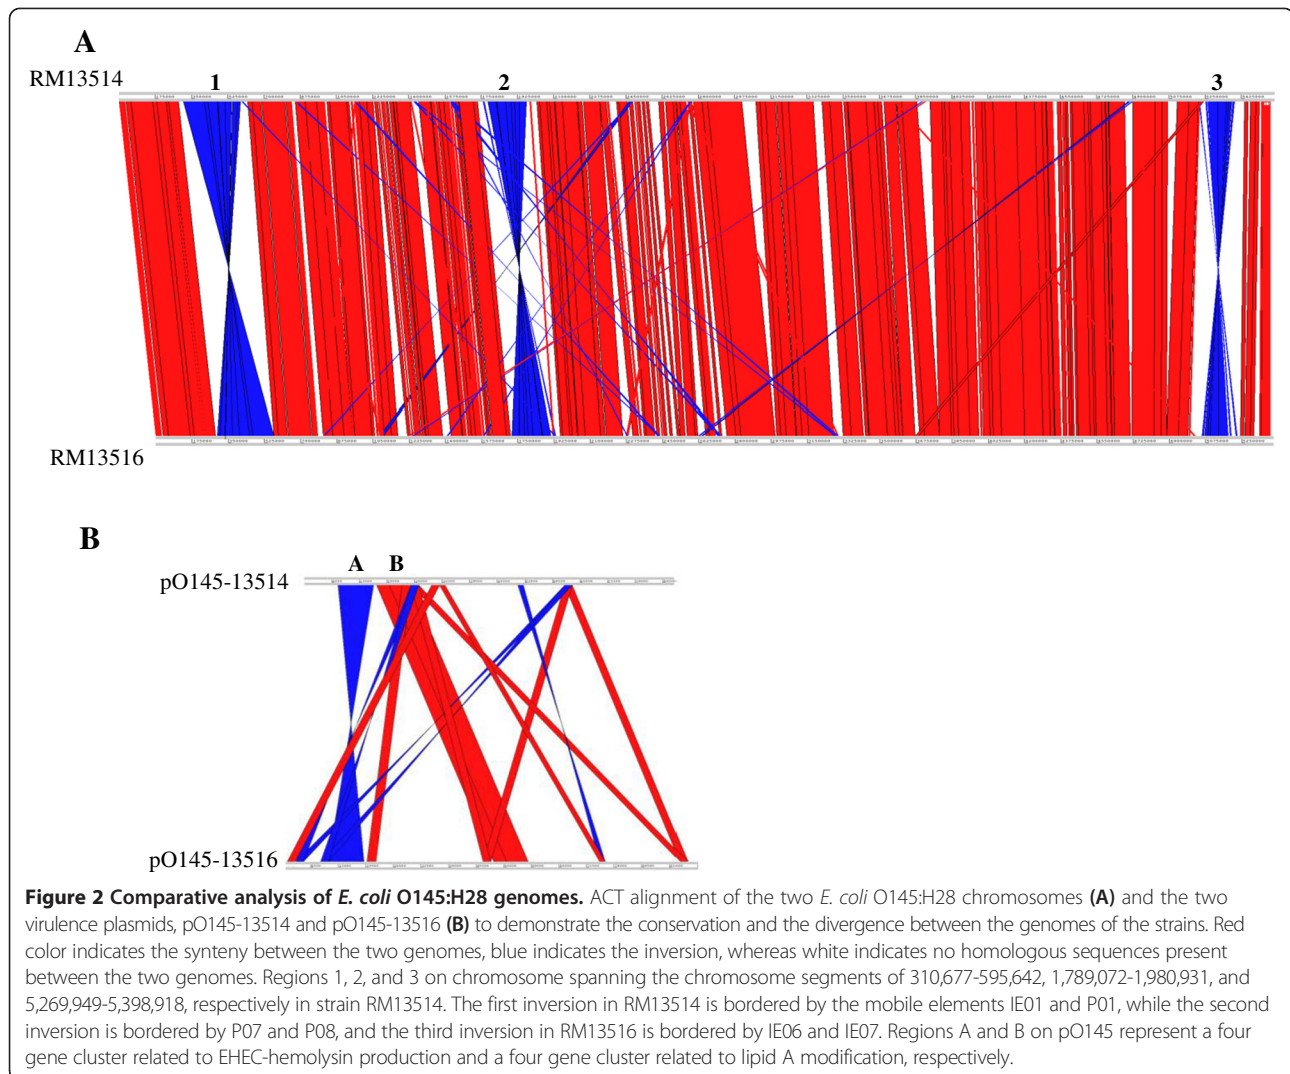 A
RM13514
1 2 3
RM13516
B
A B
pO145-13514
pO145-13516
Figure 2 Comparative analysis of E. coli O145:H28 genomes. ACT alignment of the two E. coli O145:H28 chromosomes (A) and the two
virulence plasmids, pO145-13514 and pO145-13516 (B) to demonstrate the conservation and the divergence between the genomes of the strains. Red
color indicates the synteny between the two genomes, blue indicates the inversion, whereas white indicates no homologous sequences present
between the two genomes. Regions 1, 2, and 3 on chromosome spanning the chromosome segments of 310,677-595,642, 1,789,072-1,980,931, and
5,269,949-5,398,918, respectively in strain RM13514. The first inversion in RM13514 is bordered by the mobile elements IE01 and P01, while the second
inversion is bordered by P07 and P08, and the third inversion in RM13516 is bordered by IE06 and IE07. Regions A and B on pO145 represent a four
gene cluster related to EHEC-hemolysin production and a four gene cluster related to lipid A modification, respectively.